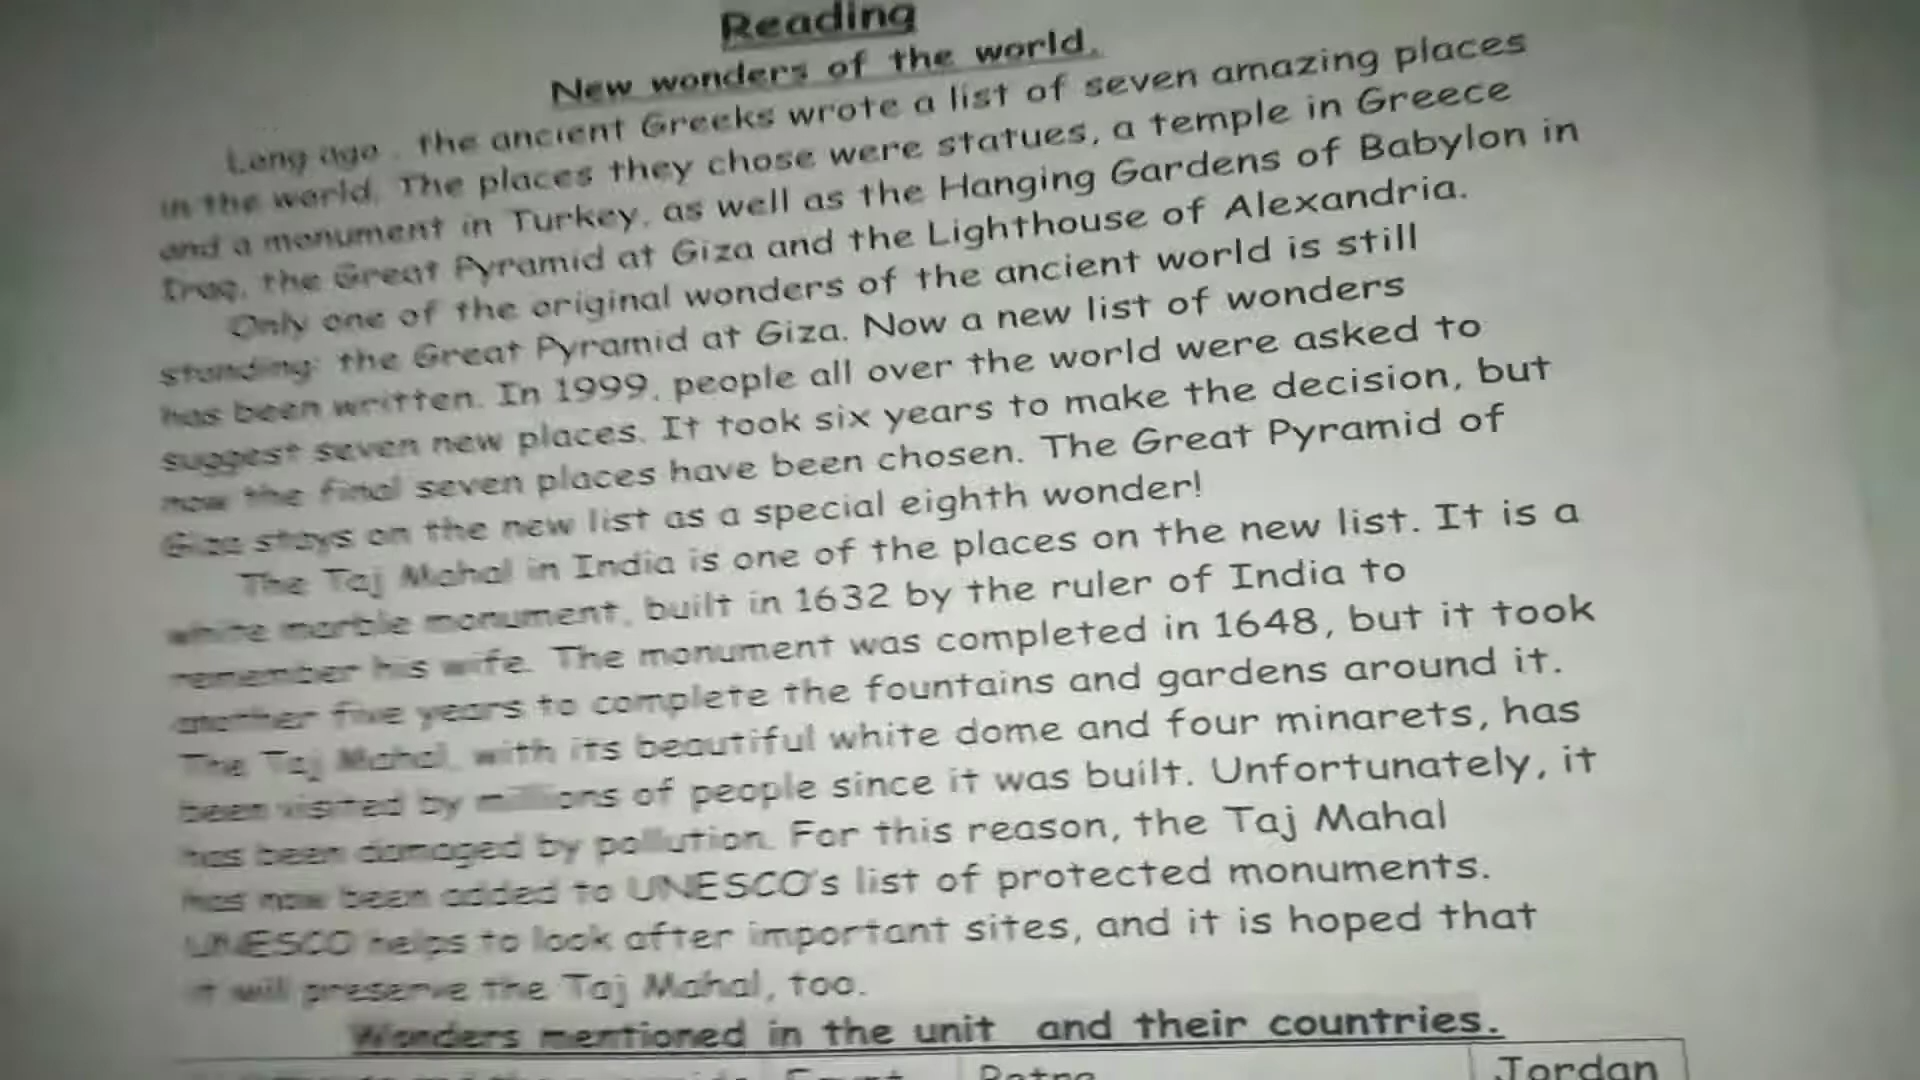 Reading
New wonders of the world.
Long ago, the ancient Greeks wrote a list of seven amazing places
in the world. The places they chose were statues, a temple in Greece
and a monument in Turkey, as well as the Hanging Gardens of Babylon in
Iraq, the Great Pyramid at Giza and the Lighthouse of Alexandria.
Only one of the original wonders of the ancient world is still
standing: the Great Pyramid at Giza. Now a new list of wonders
has been written. In 1999, people all over the world were asked to
suggest seven new places. It took six years to make the decision, but
now the final seven places have been chosen. The Great Pyramid of
Giza stays on the new list as a special eighth wonder!
The Taj Mahal in India is one of the places on the new list. It is a
white marble monument, built in 1632 by the ruler of India to
remember his wife. The monument was completed in 1648, but it took
another five years to complete the fountains and gardens around it.
The Taj Mahal, with its beautiful white dome and four minarets, has
been visited by millions of people since it was built. Unfortunately, it
has been damaged by pollution. For this reason, the Taj Mahal
has now been added to UNESCO's list of protected monuments.
UNESCO helps to look after important sites, and it is hoped that
it will preserve the Taj Mahal, too.
Wonders mentioned in the unit and their countries.
Egypt Petra Jordan